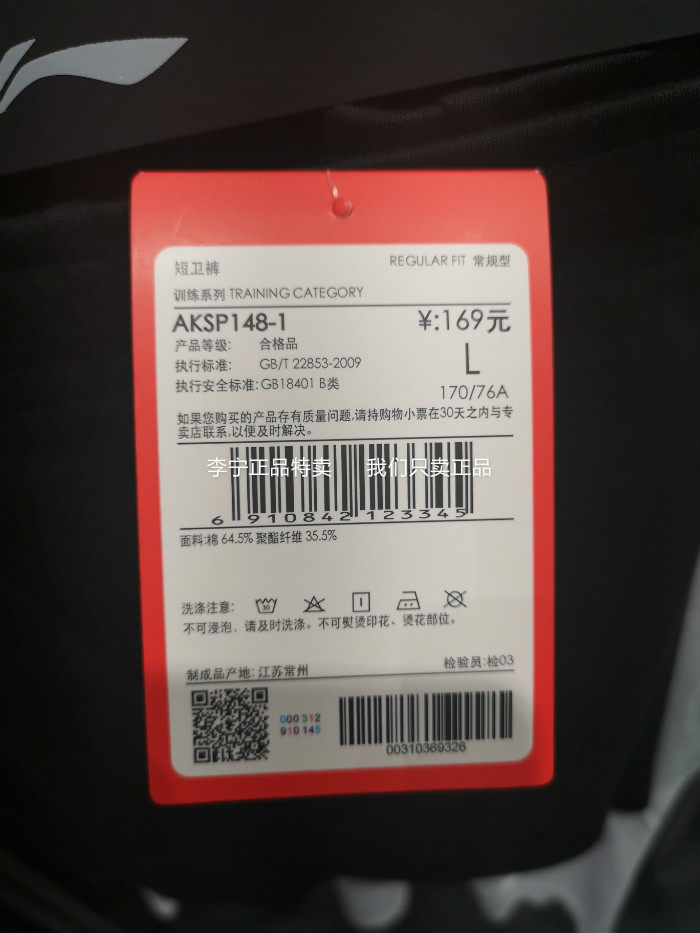 短卫裤
REGULAR FIT 常规型
训练系列 TRAINING CATEGORY
AKSP148-1
¥:169元
产品等级: 合格品
L
执行标准: GB/T 22853-2009
执行安全标准:GB18401 B类
170/76A
如果您购买的产品存有质量问题,请持购物小票在30天之内与专
卖店联系,以便及时解决。
李宁正品特卖 我们只卖正品
6 910842 123345
面料:棉 64.5% 聚酯纤维 35.5%
洗涤注意:
30
不可浸泡，请及时洗涤。不可熨烫印花、烫花部位。
制成品产地: 江苏常州
检验员:检03
000 312
910 145
00310369326